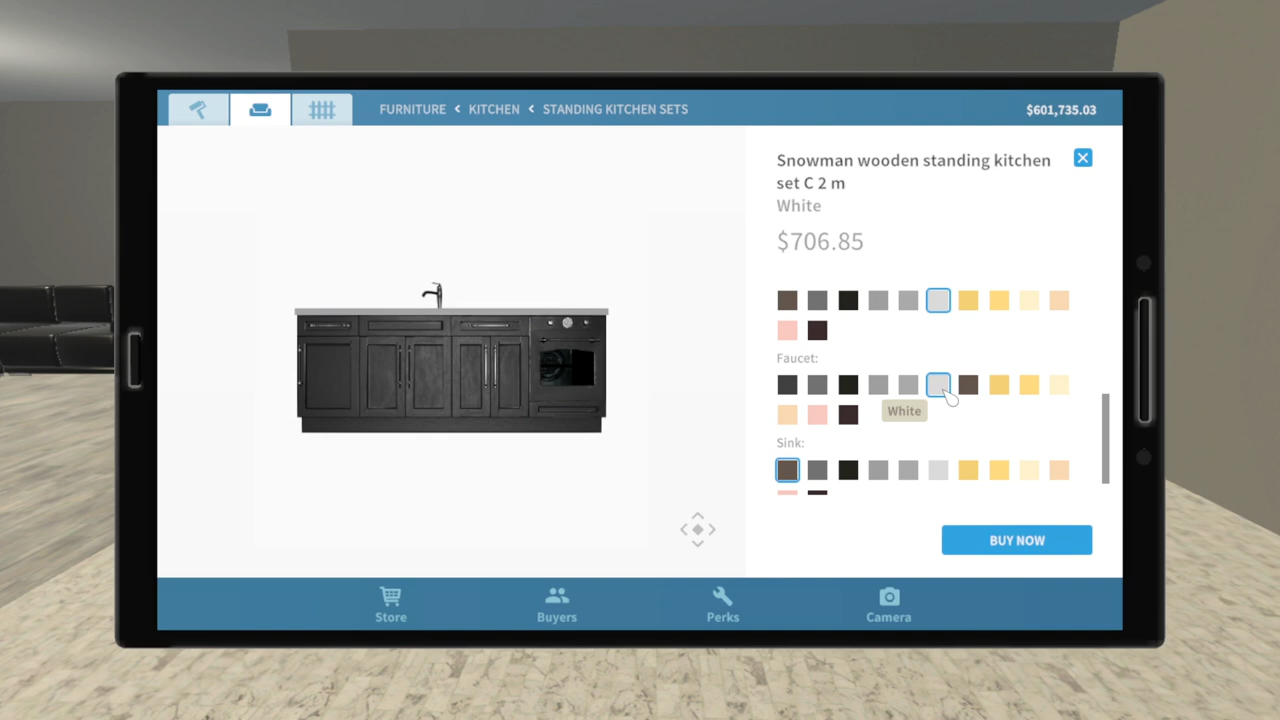 FURNITURE < KITCHEN < STANDING KITCHEN SETS
$601,735.03
Snowman wooden standing kitchen
set C 2 m
White
$706.85
Faucet:
White
Sink:
BUY NOW
Store
Buyers
Perks
Camera